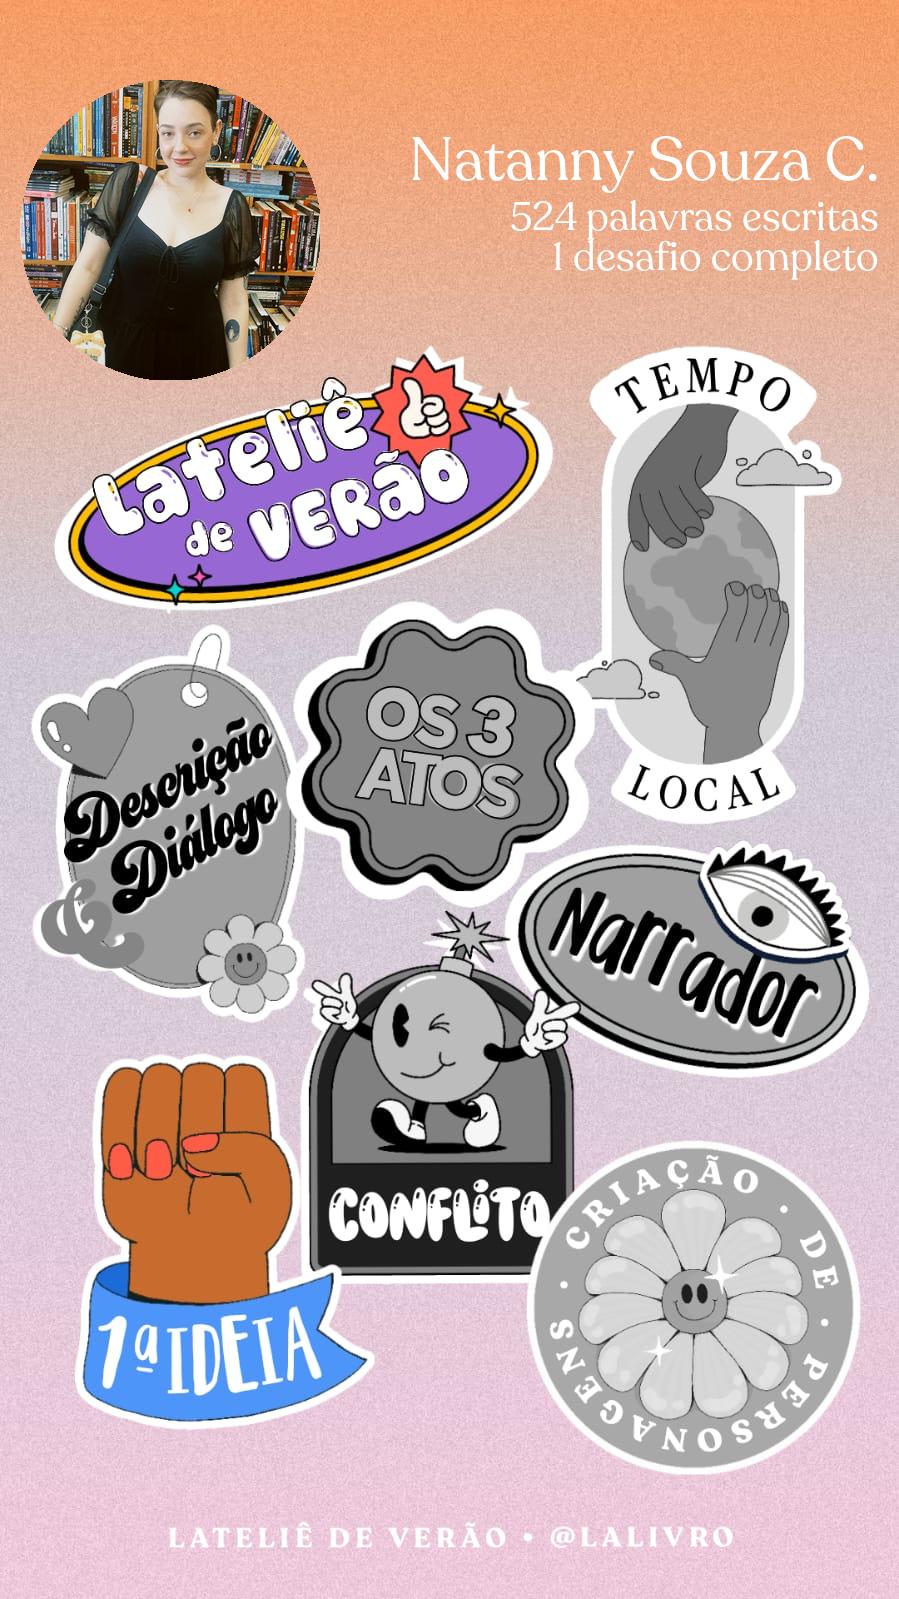 Natanny Souza C.
524 palavras escritas
1 desafio completo
Lateliê
de VERÃO
TEMPO
LOCAL
Descrição
&
Diálogo
OS 3
ATOS
Narrador
CONFLITO
1ª IDEIA
CRIAÇÃO · DE · PERSONAGENS ·
LATELIÊ DE VERÃO • @LALIVRO